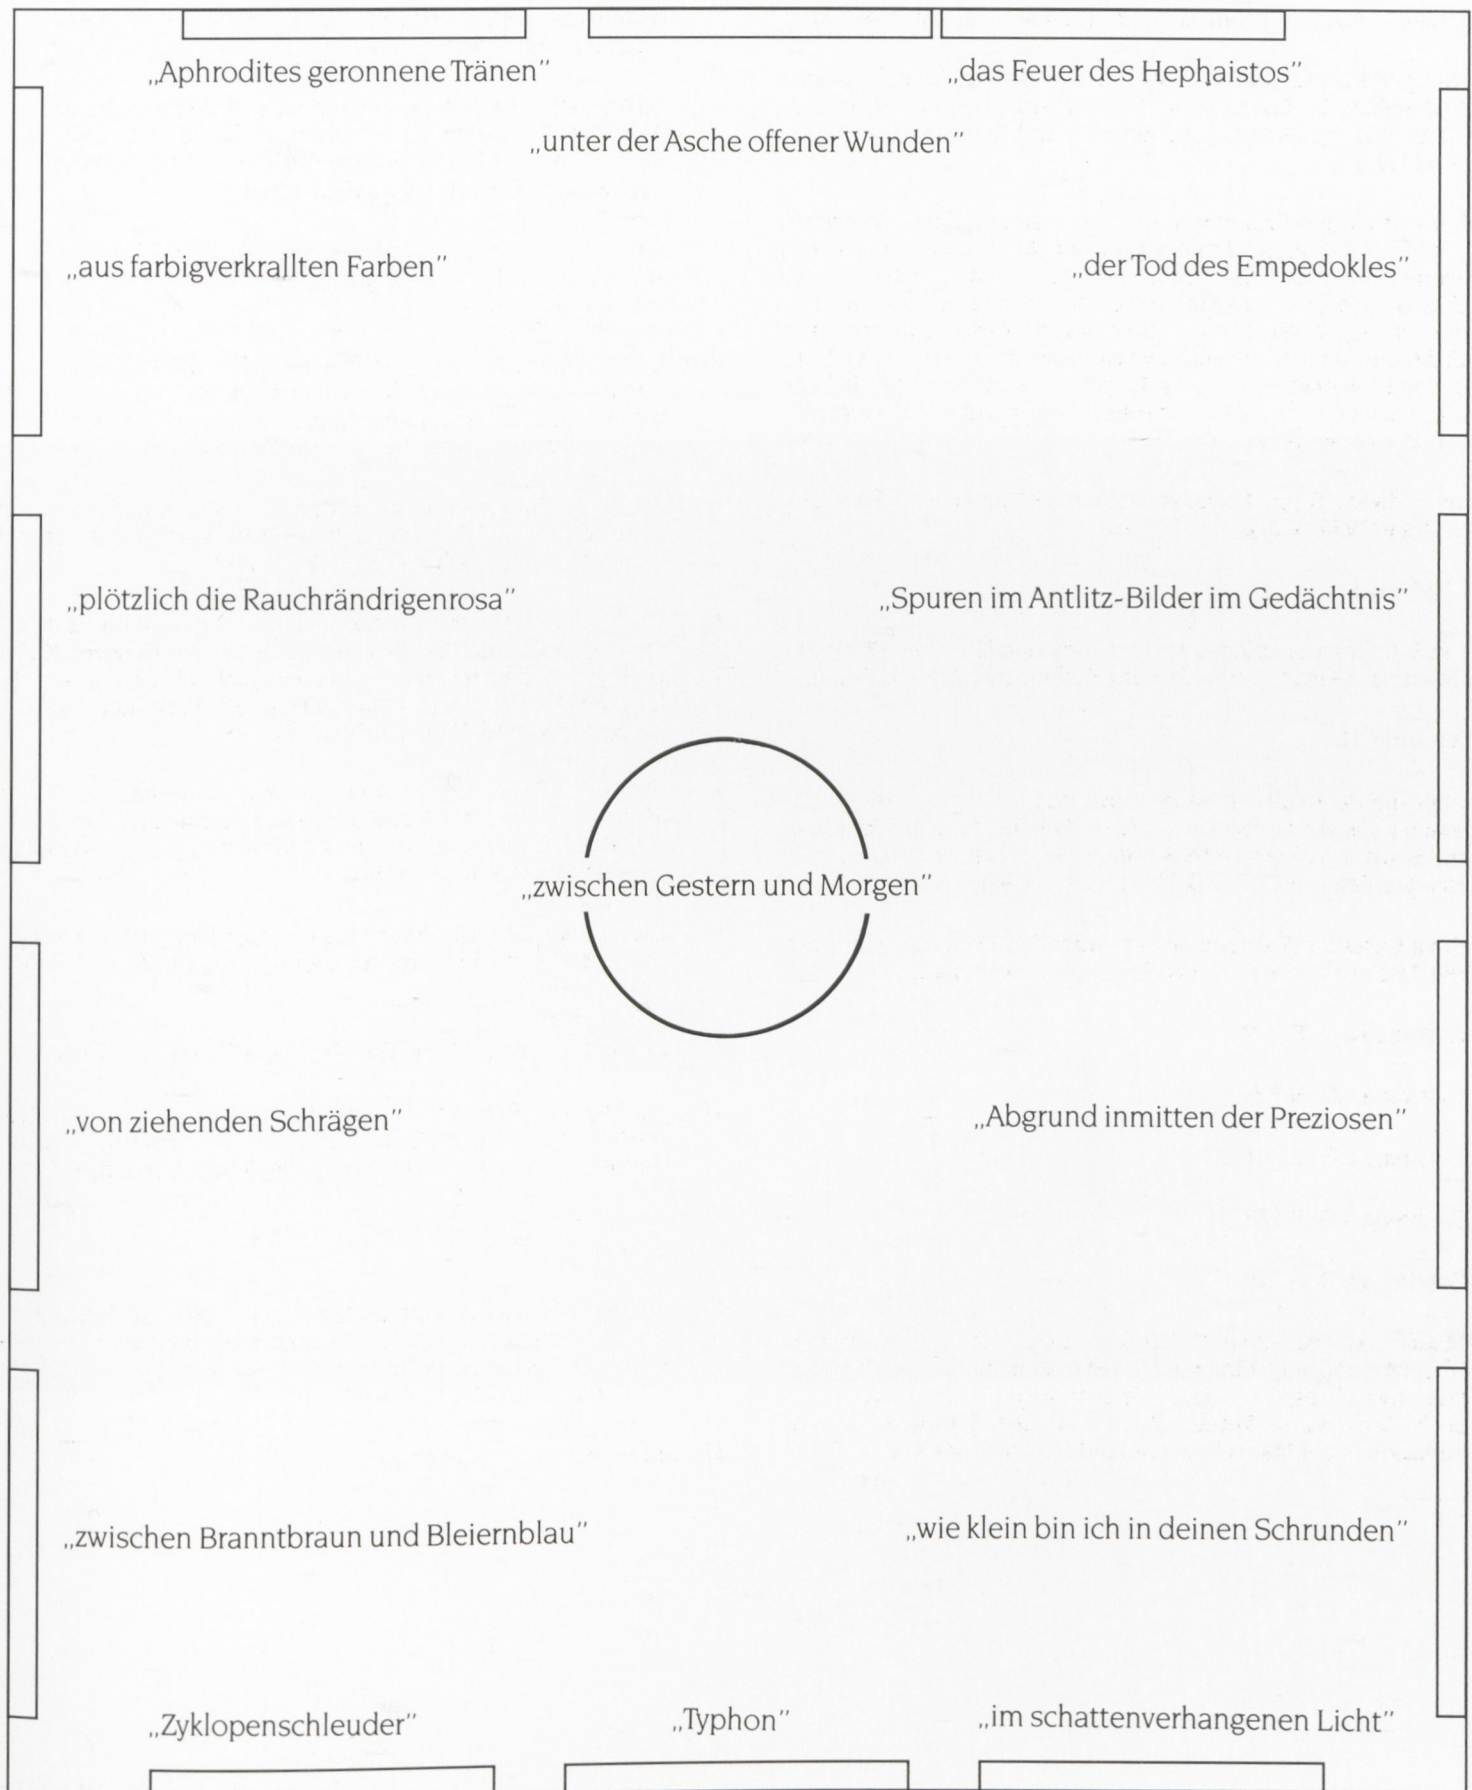 „Aphrodites geronnene Tränen”
„das Feuer des Hephaistos”
„unter der Asche offener Wunden”
„aus farbigverkrallten Farben”
„der Tod des Empedokles”
„plötzlich die Rauchrändrigenrosa”
„Spuren im Antlitz-Bilder im Gedächtnis”
„zwischen Gestern und Morgen”
„von ziehenden Schrägen”
„Abgrund inmitten der Preziosen”
„zwischen Branntbraun und Bleiernblau”
„wie klein bin ich in deinen Schrunden”
„Zyklopenschleuder”
„Typhon”
„im schattenverhangenen Licht”